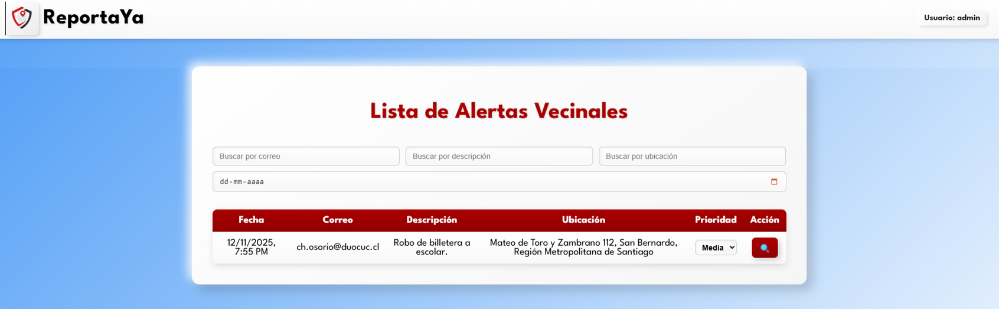 ReportaYa
Usuario: admin
Lista de Alertas Vecinales
Buscar por correo
Buscar por descripción
Buscar por ubicación
dd-mm-aaaa
Fecha Correo Descripción Ubicación Prioridad Acción
12/11/2025,
7:55 PM
ch.osorio@duocuc.cl
Robo de billetera a
escolar.
Mateo de Toro y Zambrano 112, San Bernardo,
Región Metropolitana de Santiago
Media